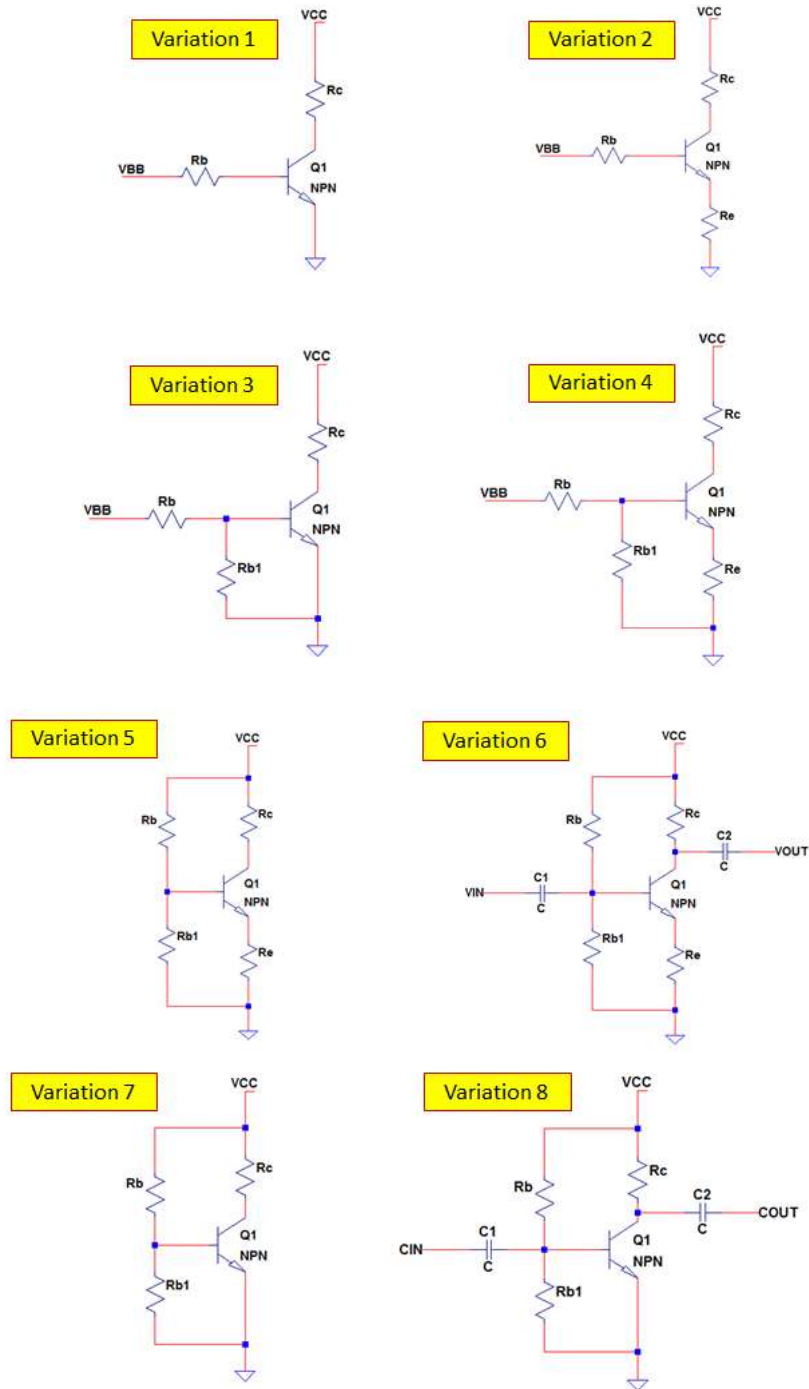 Variation 1
VCC
Rc
VBB
Rb
Q1
NPN
Variation 2
VCC
Rc
VBB
Rb
Q1
NPN
Re
Variation 3
VCC
Rc
VBB
Rb
Q1
NPN
Rb1
Variation 4
VCC
Rc
VBB
Rb
Q1
NPN
Rb1
Re
Variation 5
VCC
Rb
Rc
Q1
NPN
Rb1
Re
Variation 6
VCC
Rb
Rc
C2
C
VOUT
VIN
C1
C
Q1
NPN
Rb1
Re
Variation 7
VCC
Rb
Rc
Q1
NPN
Rb1
Variation 8
VCC
Rb
Rc
C2
C
COUT
CIN
C1
C
Q1
NPN
Rb1